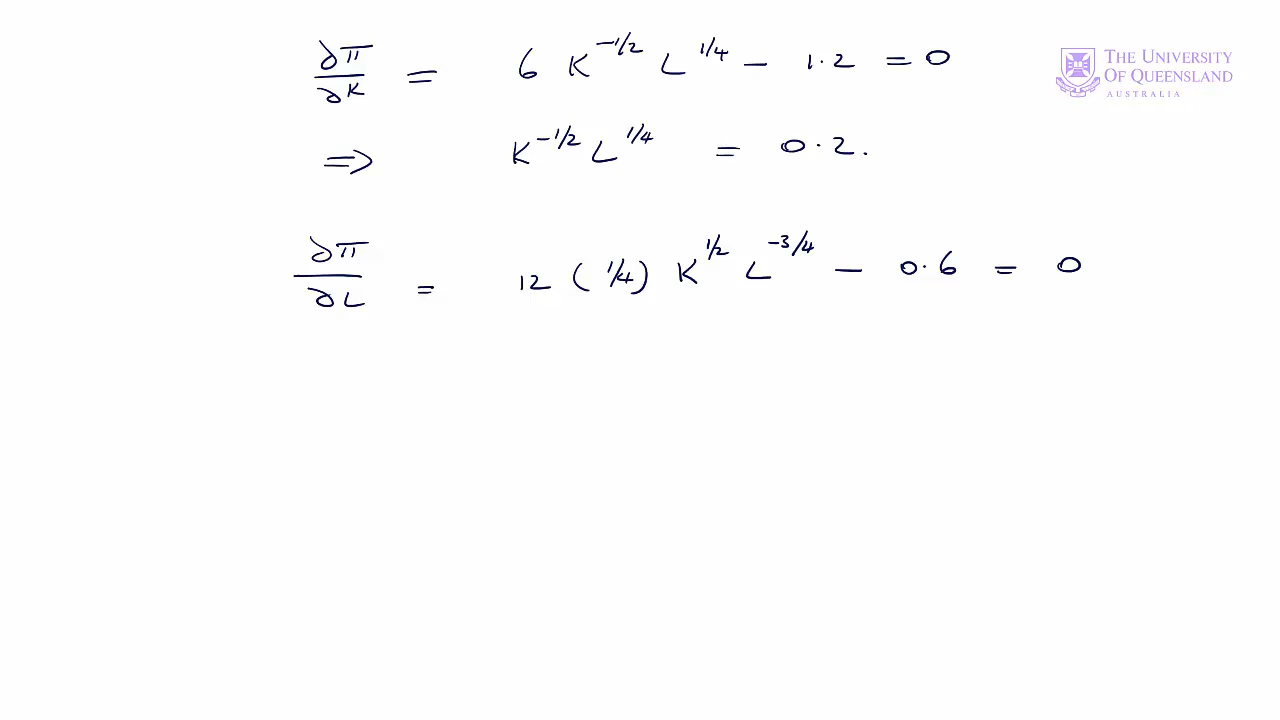 ∂π/∂K = 6 K^{-1/2} L^{1/4} - 1.2 = 0
THE UNIVERSITY
OF QUEENSLAND
AUSTRALIA
⇒ K^{-1/2} L^{1/4} = 0.2.
∂π/∂L = 12 (1/4) K^{1/2} L^{-3/4} - 0.6 = 0